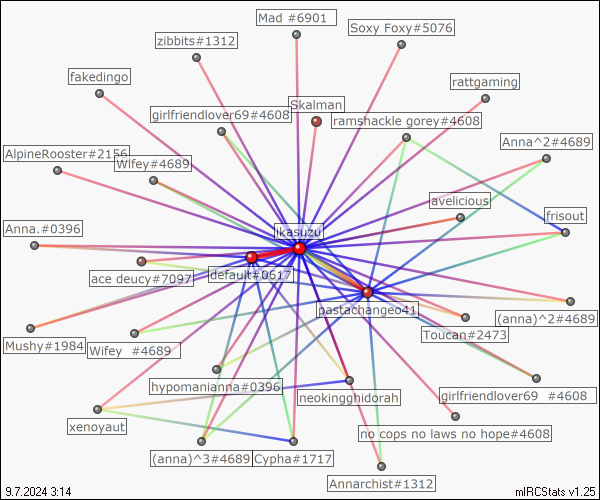 Mad #6901
Soxy Foxy#5076
zibbits#1312
fakedingo
rattgaming
Skalman
girlfriendlover69#4608
ramshackle gorey#4608
Anna^2#4689
AlpineRooster#2156
Wlfey#4689
avelicious
frisout
Anna.#0396
jkasuzu
ace deucy#7097
default#0617
pastachangeo41
(anna)^2#4689
Toucan#2473
Mushy#1984
Wifey #4689
hypomanianna#0396
neokingghidorah
girlfriendlover69 #4608
xenoyaut
no cops no laws no hope#4608
(anna)^3#4689
Cypha#1717
Annarchist#1312
9.7.2024 3:14
mIRCStats v1.25